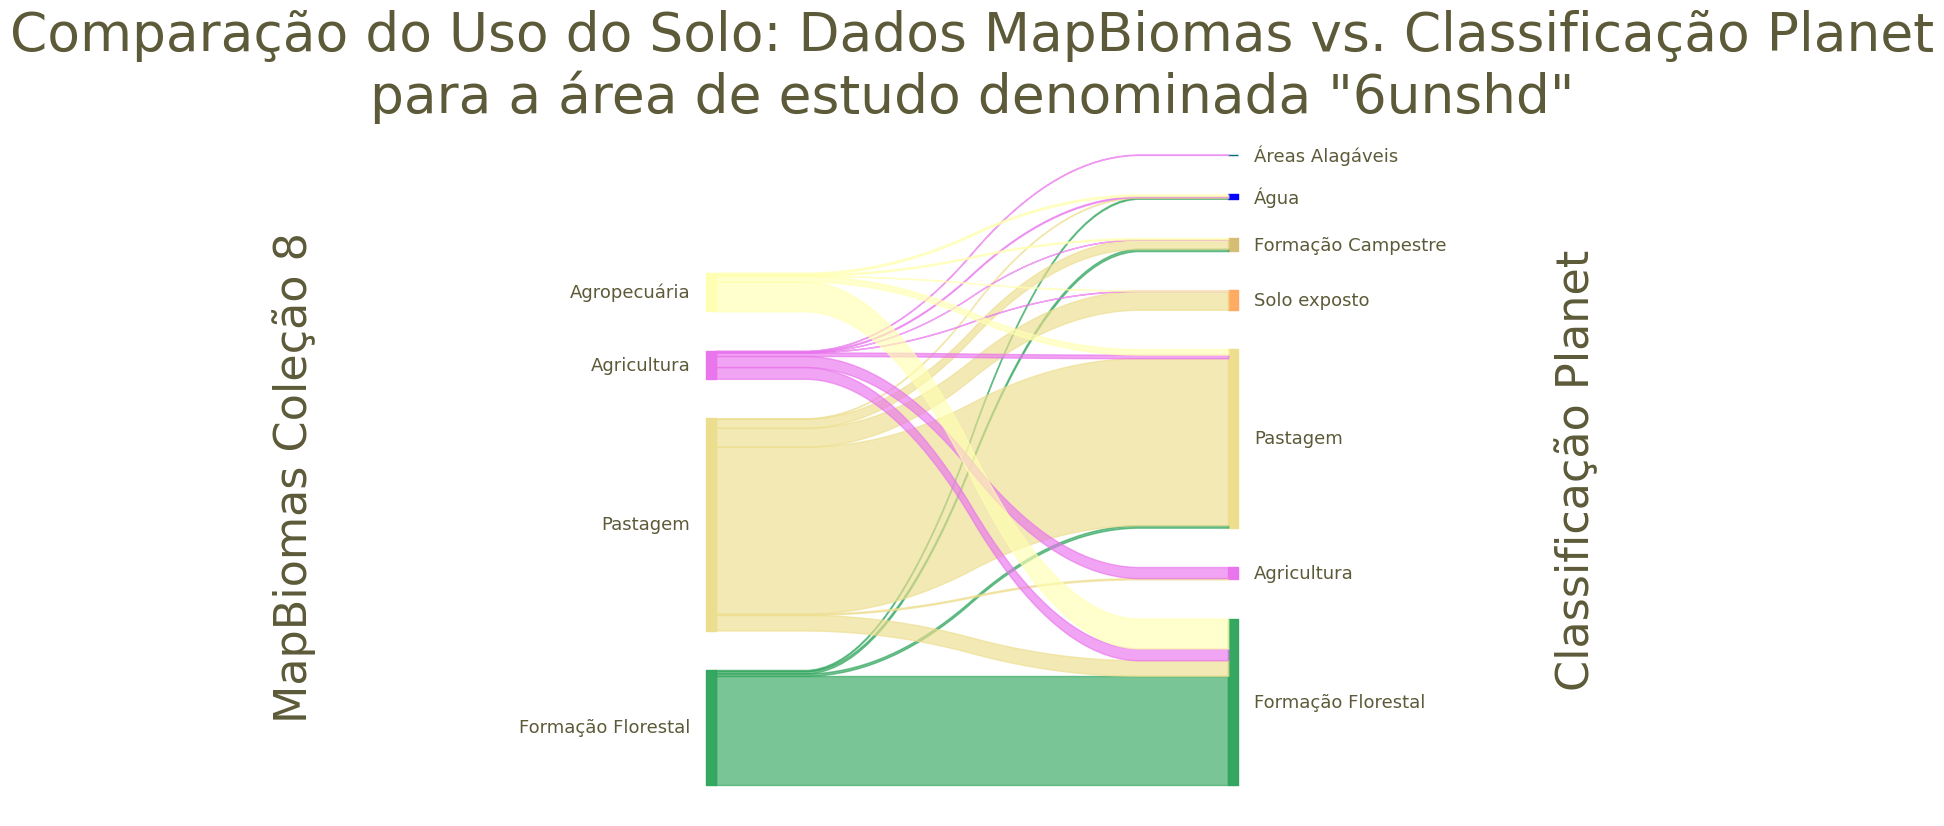 Comparação do Uso do Solo: Dados MapBiomas vs. Classificação Planet
para a área de estudo denominada "6unshd"
MapBiomas Coleção 8
Agropecuária
Agricultura
Pastagem
Formação Florestal
Áreas Alagáveis
Água
Formação Campestre
Solo exposto
Pastagem
Agricultura
Formação Florestal
Classificação Planet